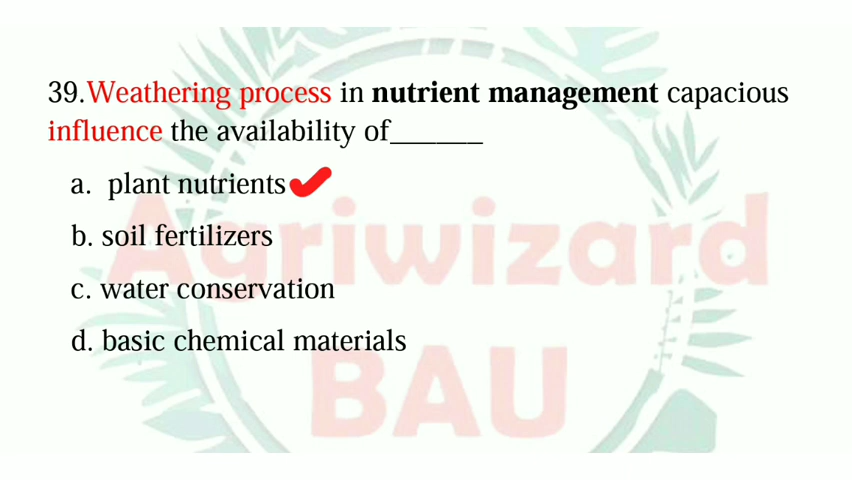 39.Weathering process in nutrient management capacious
influence the availability of______
a. plant nutrients
b. soil fertilizers
c. water conservation
d. basic chemical materials
Agriwizard
BAU